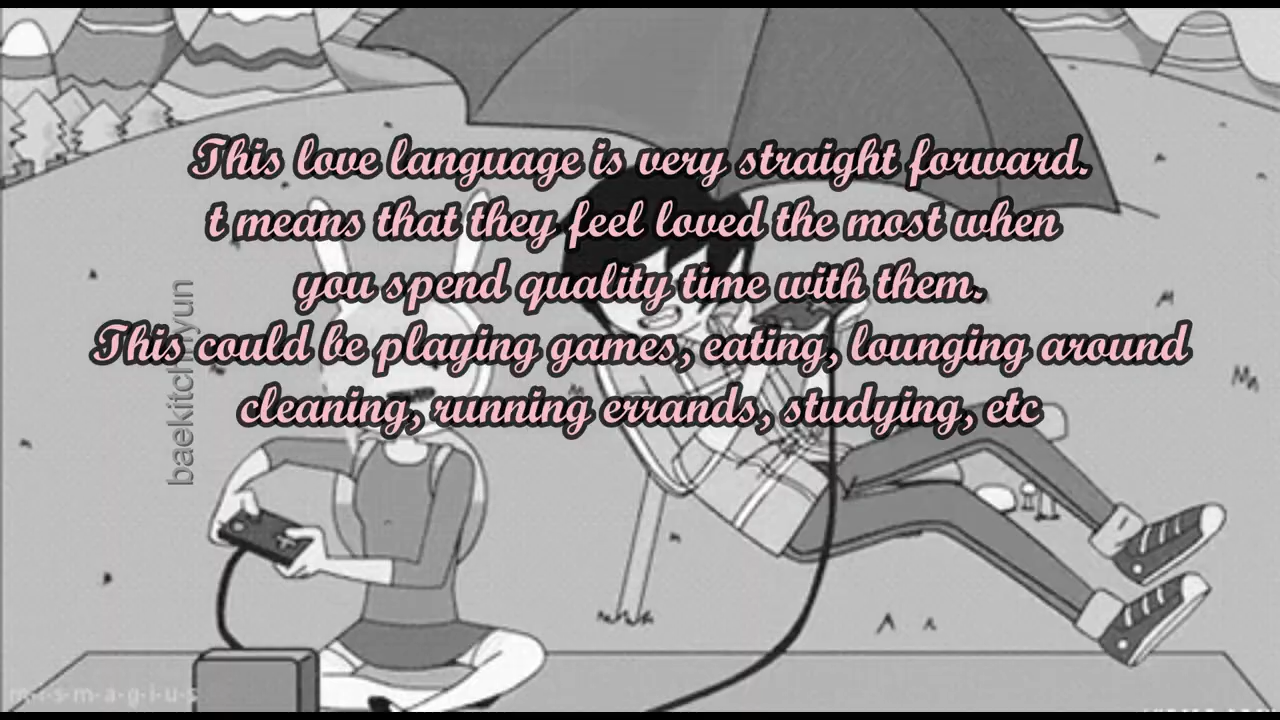 This love language is very straight forward.
t means that they feel loved the most when
you spend quality time with them.
This could be playing games, eating, lounging around
cleaning, running errands, studying, etc
baekitchhyun
m-i-s-m-a-g-i-u-s